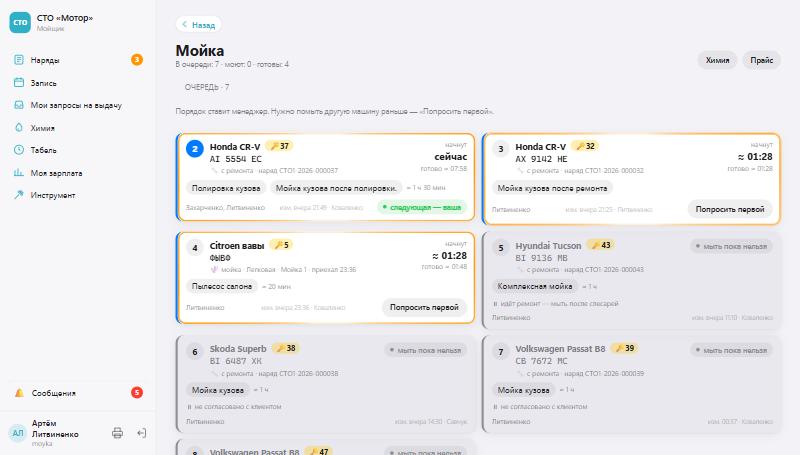 СТО
СТО «Мотор»
Мойщик
Наряды 3
Запись
Мои запросы на выдачу
Химия
Табель
Моя зарплата
Инструмент
Сообщения 5
АЛ
Артём
Литвиненко
moyka
Назад
Мойка
В очереди: 7 · моют: 0 · готовы: 4
Химия
Прайс
ОЧЕРЕДЬ · 7
Порядок ставит менеджер. Нужно помыть другую машину раньше — «Попросить первой».
2 Honda CR-V 37 начнут
AI 5554 EC сейчас
с ремонта · наряд СТО1-2026-000037 готово ≈ 07:58
Полировка кузова Мойка кузова после полировки. ≈ 1 ч 30 мин
Захарченко, Литвиненко изм. вчера 21:49 · Коваленко следующая — ваша
3 Honda CR-V 32 начнут
AX 9142 HE ≈ 01:28
с ремонта · наряд СТО1-2026-000032 готово ≈ 01:28
Мойка кузова после ремонта
Литвиненко изм. вчера 21:25 · Литвиненко Попросить первой
4 Citroen вавы 5 начнут
ФЫВФ ≈ 01:28
мойка · Легковая · Мойка 1 · приехал 23:36 готово ≈ 01:48
Пылесос салона ≈ 20 мин
Литвиненко изм. вчера 23:36 · Коваленко Попросить первой
5 Hyundai Tucson 43 мыть пока нельзя
BI 9136 MB
с ремонта · наряд СТО1-2026-000043
Комплексная мойка ≈ 1 ч
идёт ремонт — мыть после слесарей
Литвиненко изм. вчера 11:10 · Коваленко
6 Skoda Superb 38 мыть пока нельзя
BI 6487 XK
с ремонта · наряд СТО1-2026-000038
Мойка кузова ≈ 1 ч
не согласовано с клиентом
Литвиненко изм. вчера 14:30 · Савчук
7 Volkswagen Passat B8 39 мыть пока нельзя
CB 7672 MC
с ремонта · наряд СТО1-2026-000039
Мойка кузова ≈ 1 ч
не согласовано с клиентом
Литвиненко изм. 00:37 · Коваленко
Volkswagen Passat B8 47 мыть пока нельзя